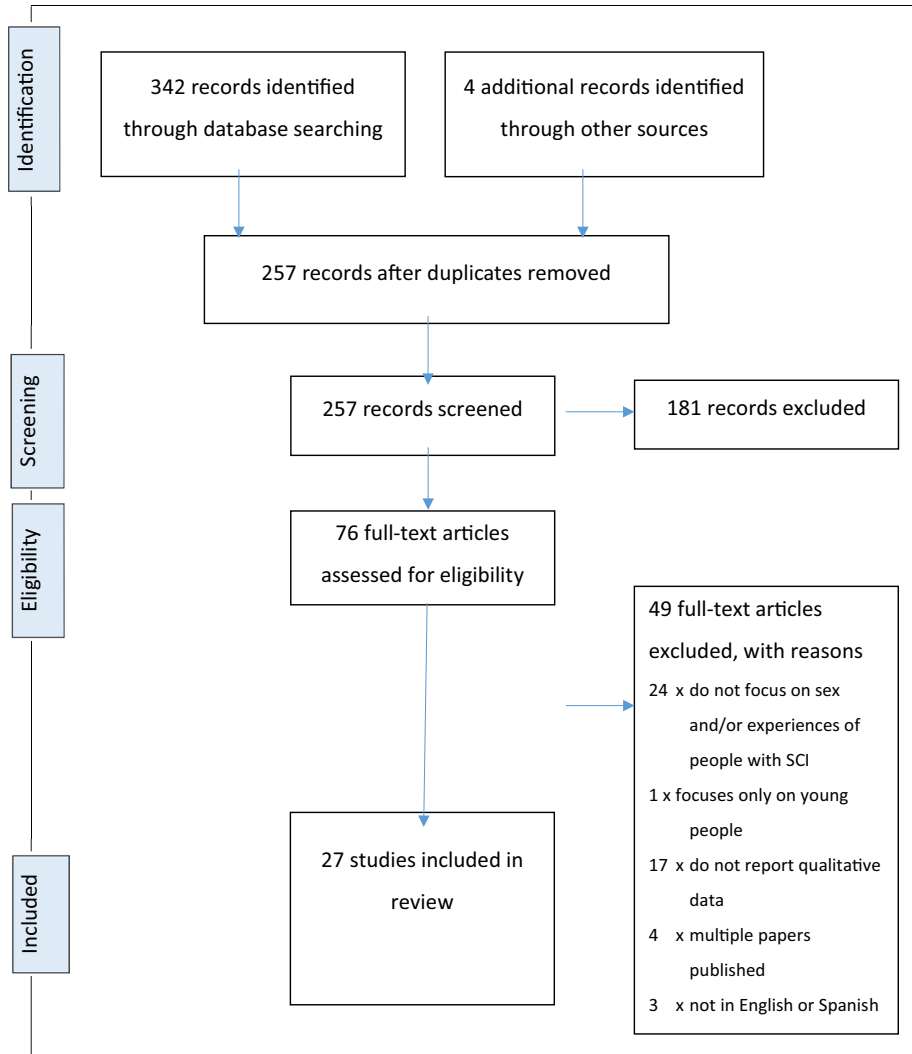 Identification
342 records identified
through database searching
4 additional records identified
through other sources
257 records after duplicates removed
Screening
257 records screened
181 records excluded
Eligibility
76 full-text articles
assessed for eligibility
49 full-text articles
excluded, with reasons
24 x do not focus on sex
and/or experiences of
people with SCI
1 x focuses only on young
people
17 x do not report qualitative
data
4 x multiple papers
published
3 x not in English or Spanish
Included
27 studies included in
review